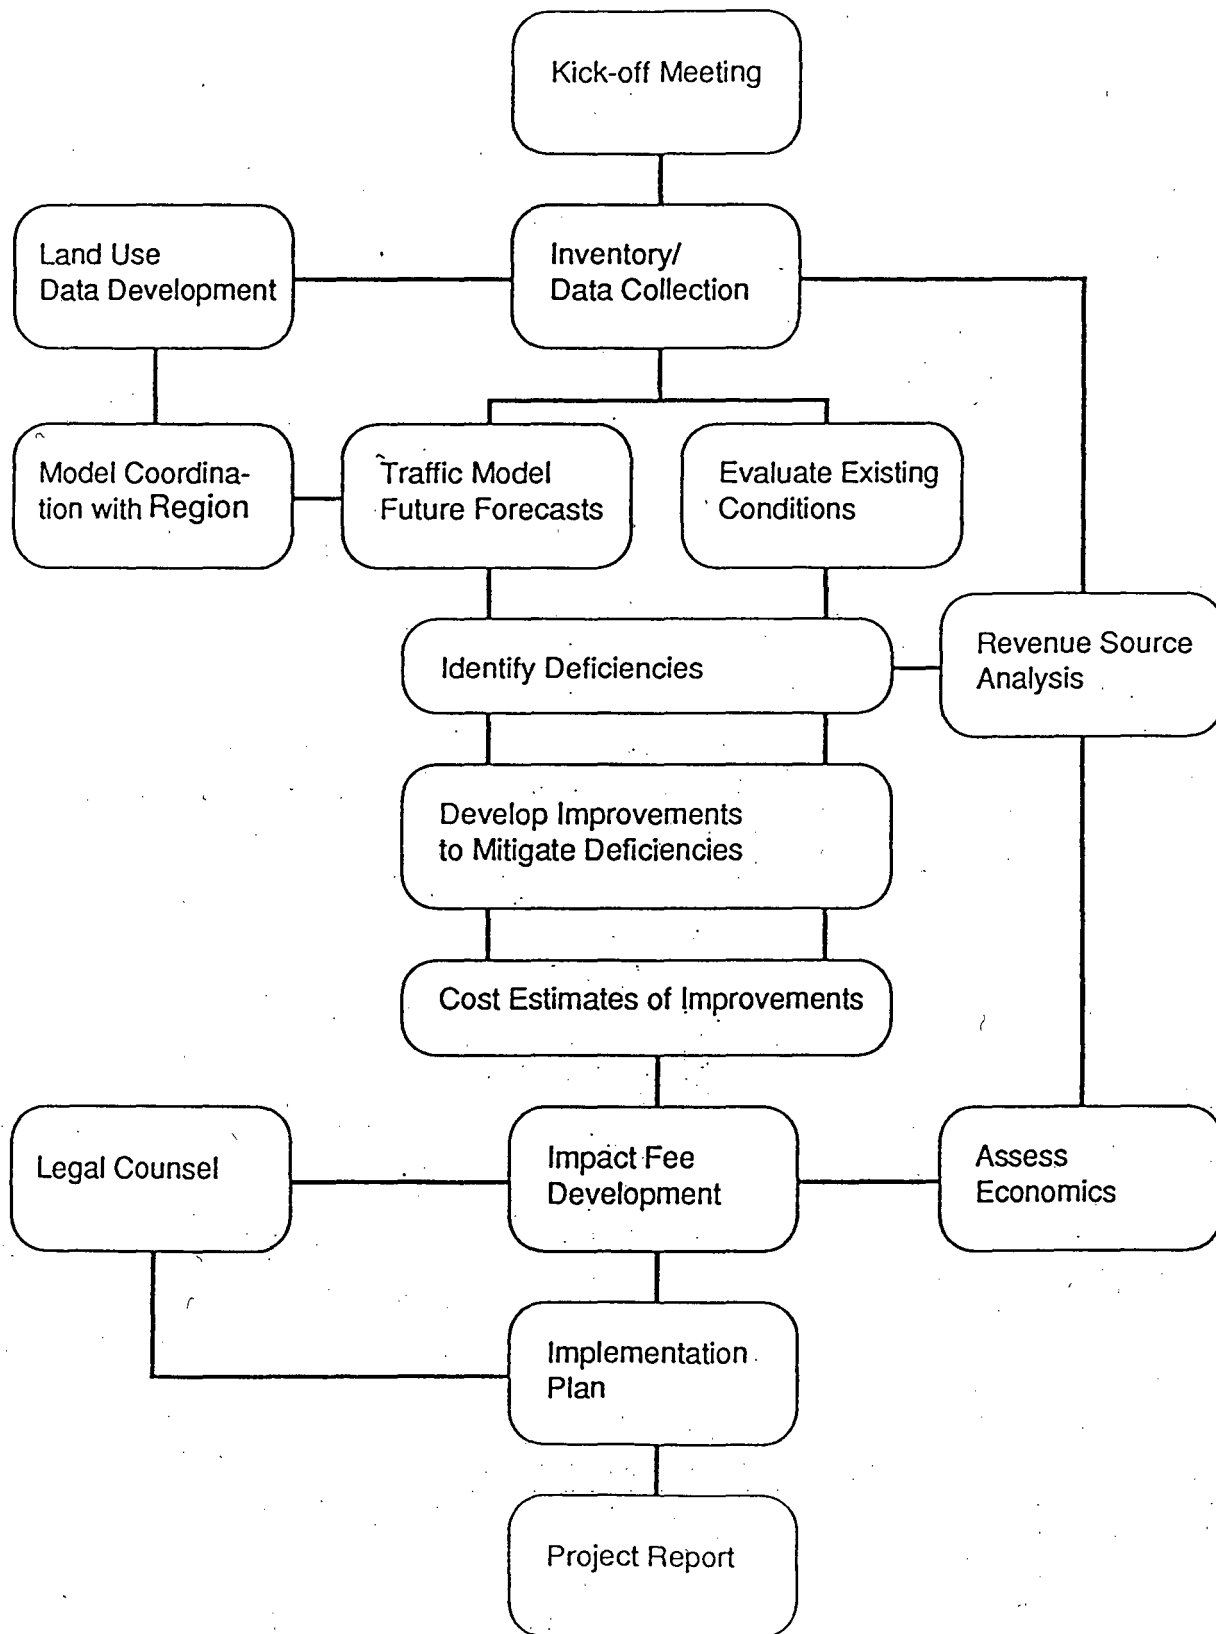 Kick-off Meeting
Land Use
Data Development
Inventory/
Data Collection
Model Coordina-
tion with Region
Traffic Model
Future Forecasts
Evaluate Existing
Conditions
Identify Deficiencies
Revenue Source
Analysis
Develop Improvements
to Mitigate Deficiencies
Cost Estimates of Improvements
Legal Counsel
Impact Fee
Development
Assess
Economics
Implementation
Plan
Project Report